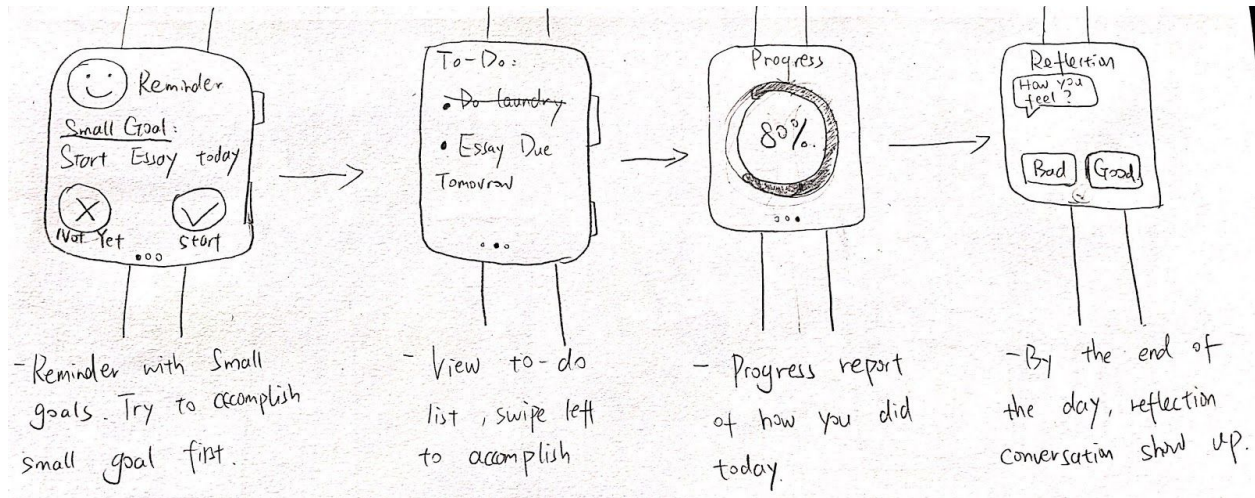 Reminder
Small Goal:
Start Essay today
Not Yet
Start
To-Do:
• Do laundry
• Essay Due
Tomorrow
Progress
80%
Reflection
How you
feel?
Bad
Good
- Reminder with Small
goals. Try to accomplish
small goal first.
- View to-do
list, swipe left
to accomplish
- Progress report
of how you did
today.
- By the end of
the day, reflection
conversation show up.